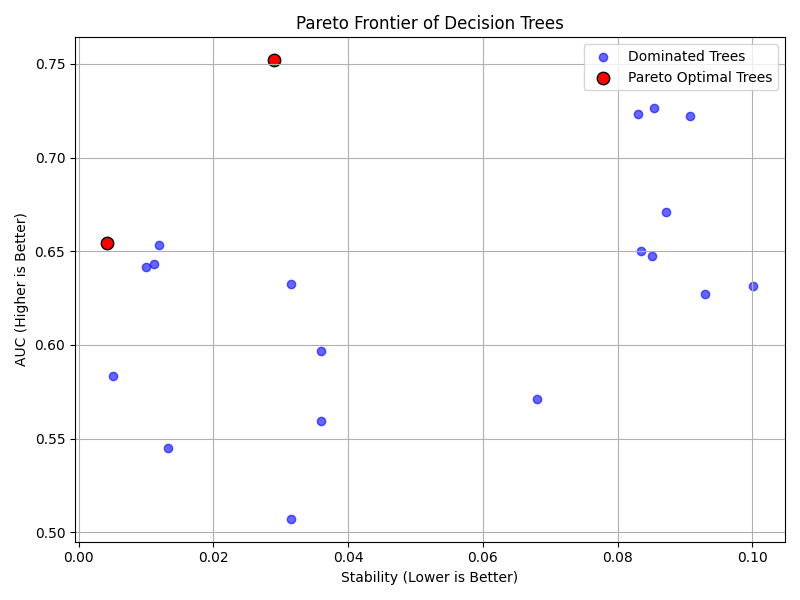 Pareto Frontier of Decision Trees
Dominated Trees
Pareto Optimal Trees
AUC (Higher is Better)
0.75
0.70
0.65
0.60
0.55
0.50
0.00
0.02
0.04
0.06
0.08
0.10
Stability (Lower is Better)